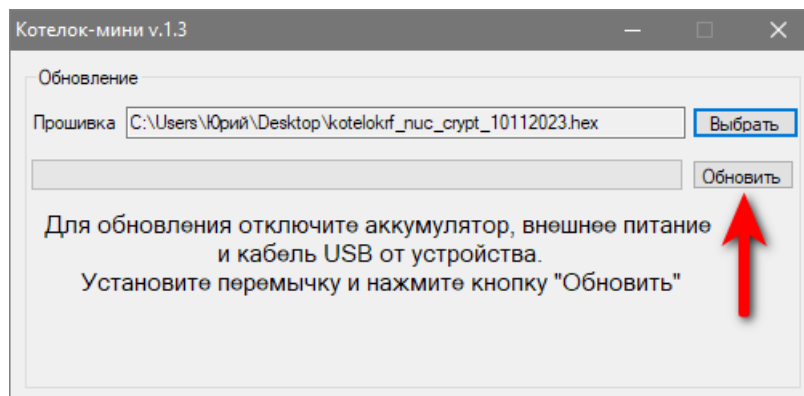 Котелок-мини v.1.3
Обновление
Прошивка C:\Users\Юрий\Desktop\kotelokrf_nuc_crypt_10112023.hex Выбрать
Обновить
Для обновления отключите аккумулятор, внешнее питание
и кабель USB от устройства.
Установите перемычку и нажмите кнопку "Обновить"